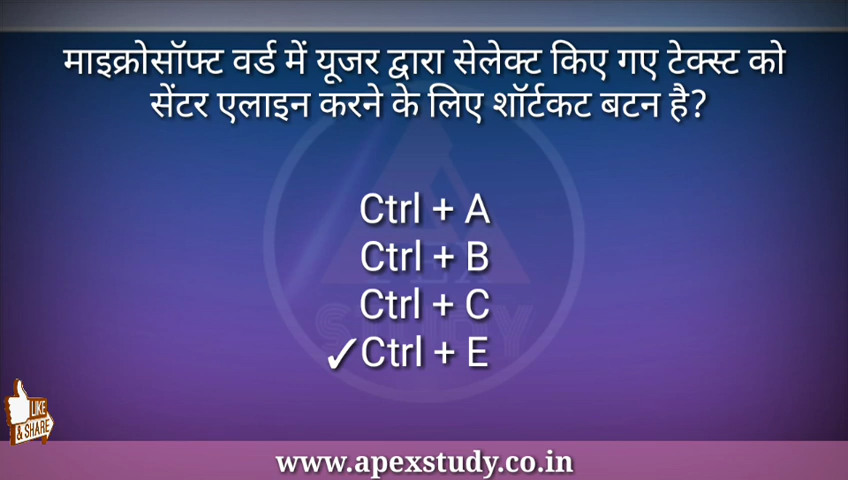 माइक्रोसॉफ्ट वर्ड में यूजर द्वारा सेलेक्ट किए गए टेक्स्ट को
सेंटर एलाइन करने के लिए शॉर्टकट बटन है?
Ctrl + A
Ctrl + B
Ctrl + C
✓Ctrl + E
STUDY
LIKE
& SHARE
www.apexstudy.co.in